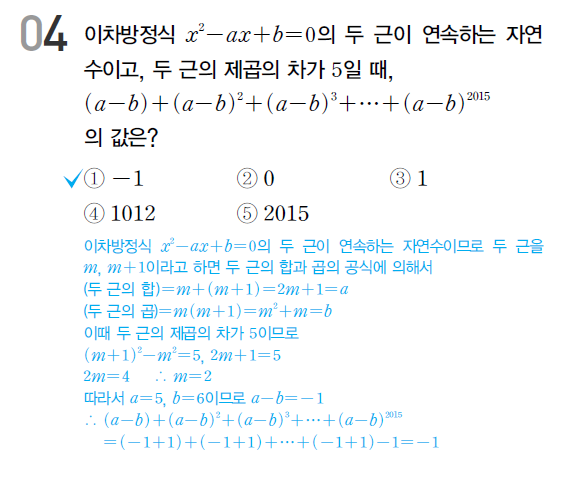 04 이차방정식 x²−ax+b=0의 두 근이 연속하는 자연
수이고, 두 근의 제곱의 차가 5일 때,
(a−b)+(a−b)²+(a−b)³+⋯+(a−b)²⁰¹⁵
의 값은?
① −1 ② 0 ③ 1
④ 1012 ⑤ 2015
이차방정식 x²−ax+b=0의 두 근이 연속하는 자연수이므로 두 근을
m, m+1이라고 하면 두 근의 합과 곱의 공식에 의해서
(두 근의 합)=m+(m+1)=2m+1=a
(두 근의 곱)=m(m+1)=m²+m=b
이때 두 근의 제곱의 차가 5이므로
(m+1)²−m²=5, 2m+1=5
2m=4 ∴ m=2
따라서 a=5, b=6이므로 a−b=−1
∴ (a−b)+(a−b)²+(a−b)³+⋯+(a−b)²⁰¹⁵
=(−1+1)+(−1+1)+⋯+(−1+1)−1=−1